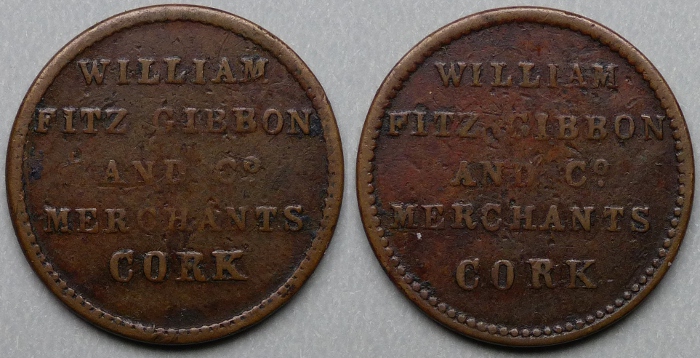 WILLIAM
FITZ GIBBON
AND Cº
MERCHANTS
CORK
WILLIAM
FITZ GIBBON
AND Cº
MERCHANTS
CORK